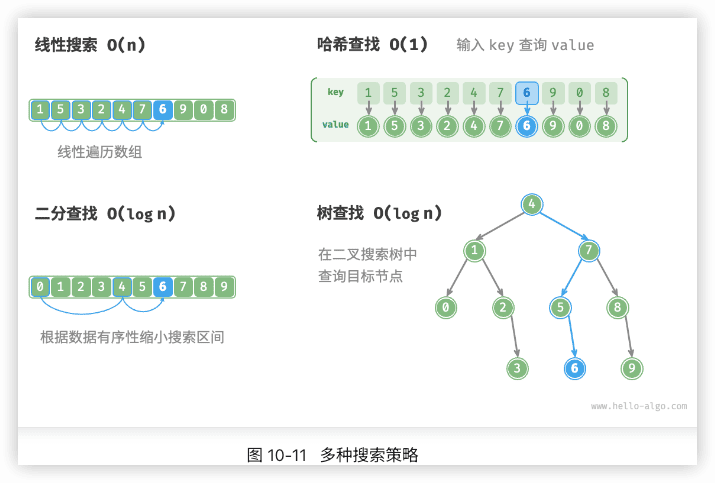 线性搜索 O(n)
1 5 3 2 4 7 6 9 0 8
线性遍历数组
哈希查找 O(1) 输入 key 查询 value
key 1 5 3 2 4 7 6 9 0 8
value 1 5 3 2 4 7 6 9 0 8
二分查找 O(log n)
0 1 2 3 4 5 6 7 8 9
根据数据有序性缩小搜索区间
树查找 O(log n)
在二叉搜索树中
查询目标节点
4
1 7
0 2 5 8
3 6 9
www.hello-algo.com
图 10-11 多种搜索策略